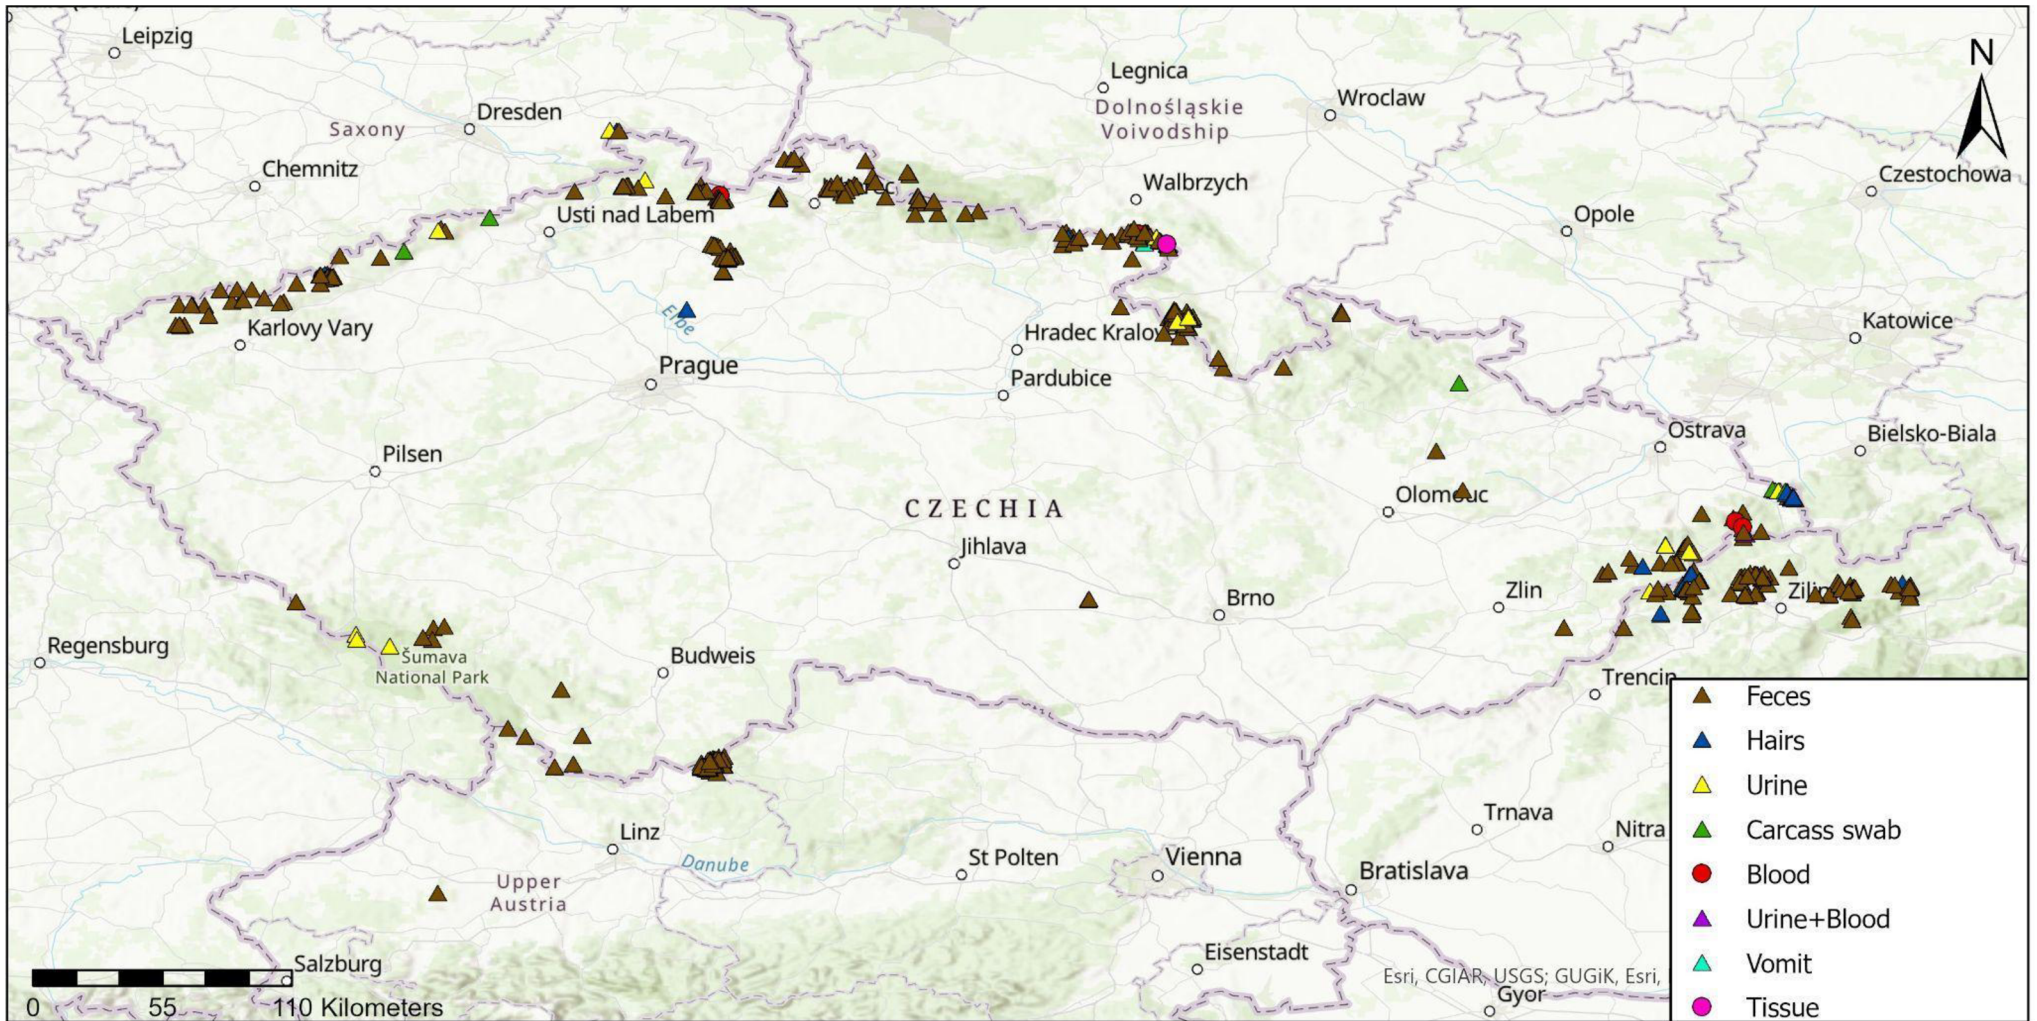 Leipzig
Legnica
N
Dolnośląskie
Voivodship
Wroclaw
Dresden
Saxony
Chemnitz
Walbrzych
Czestochowa
Usti nad Labem
Opole
Karlovy Vary
Elbe
Katowice
Prague
Hradec Kralo
Pardubice
Ostrava
Bielsko-Biala
Pilsen
CZECHIA
Olomouc
Jihlava
Zlin
Brno
Regensburg
Šumava
National Park
Budweis
Trencin
Linz
Danube
Upper
Austria
St Polten
Vienna
Trnava
Nitra
Bratislava
Eisenstadt
Salzburg
Esri, CGIAR, USGS; GUGiK, Esri,
Gyor
0 55 110 Kilometers
Feces
Hairs
Urine
Carcass swab
Blood
Urine+Blood
Vomit
Tissue